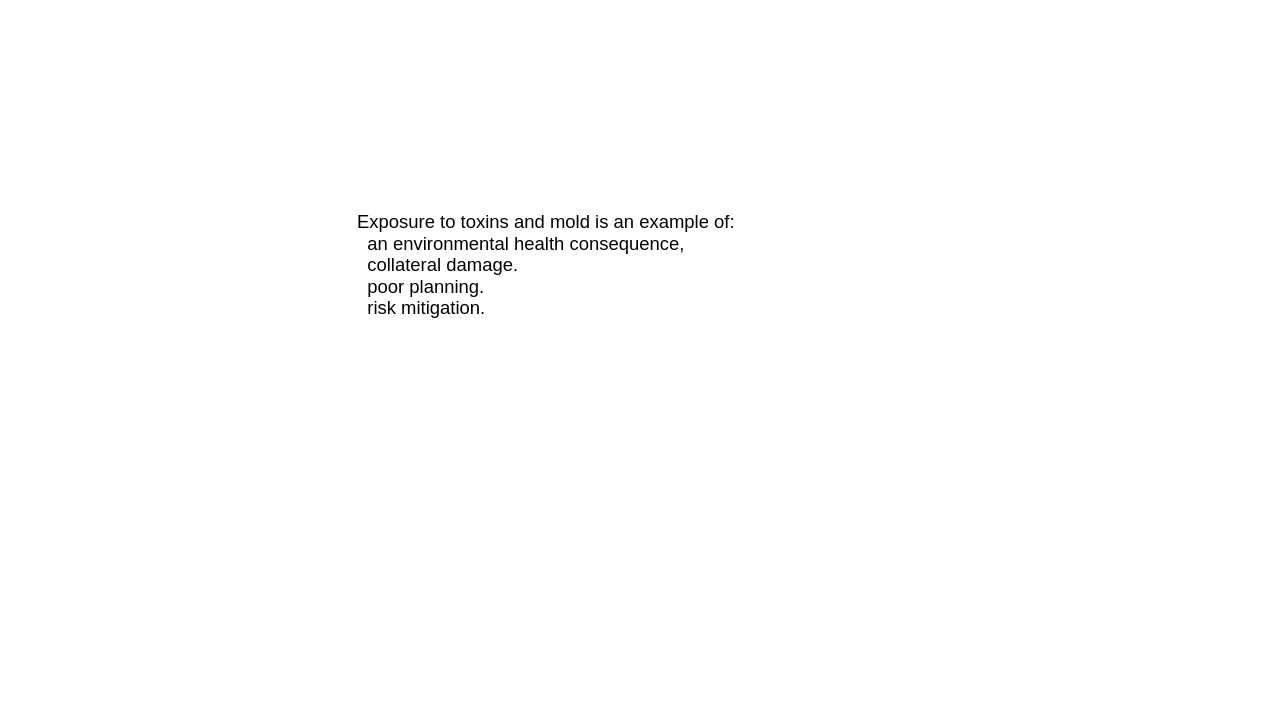 Exposure to toxins and mold is an example of:
an environmental health consequence,
collateral damage.
poor planning.
risk mitigation.